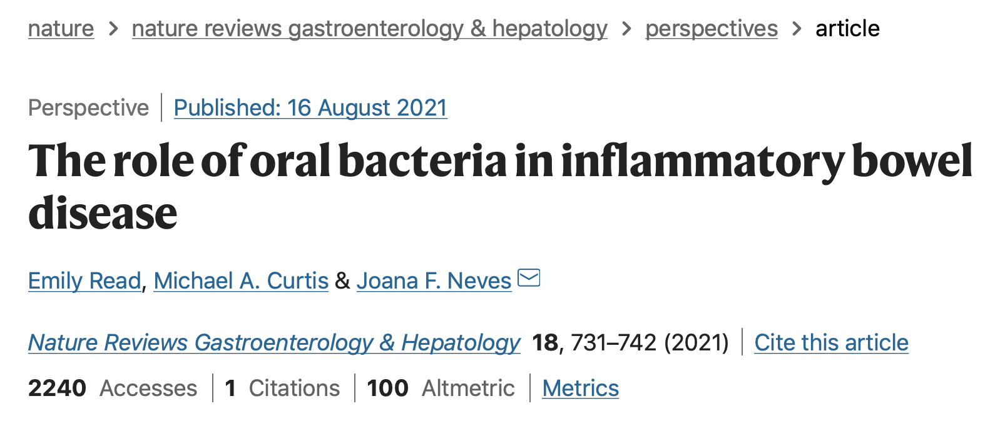 nature > nature reviews gastroenterology & hepatology > perspectives > article
Perspective | Published: 16 August 2021
The role of oral bacteria in inflammatory bowel
disease
Emily Read, Michael A. Curtis & Joana F. Neves
Nature Reviews Gastroenterology & Hepatology 18, 731–742 (2021) | Cite this article
2240 Accesses | 1 Citations | 100 Altmetric | Metrics